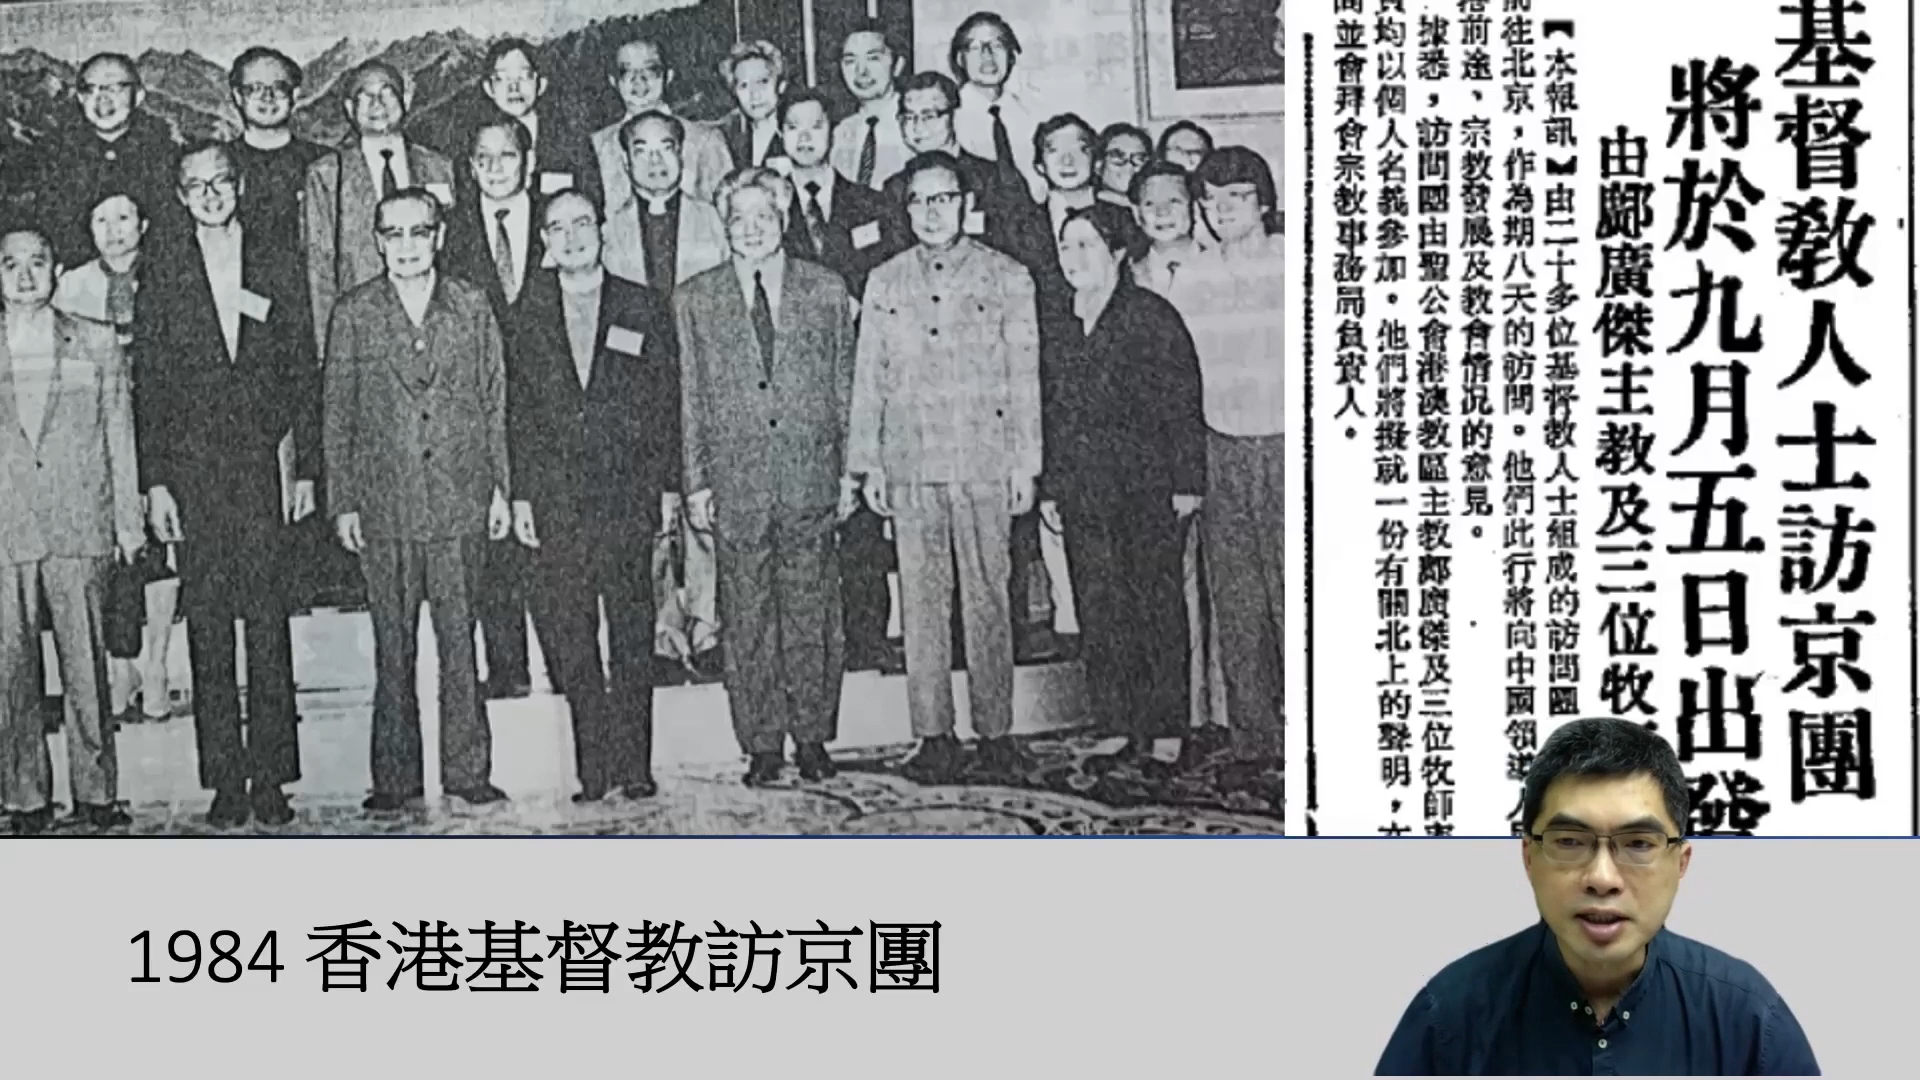 基督教人士訪京團
將於九月五日出發
由鄺廣傑主教及三位牧
【本報訊】由二十多位基督教人士組成的訪問團
前往北京，作為期八天的訪問。他們此行將向中國領導人
港前途、宗教發展及教會情況的意見。
據悉，訪問團由聖公會港澳教區主教鄺廣傑及三位牧師
員均以個人名義參加。他們將擬就一份有關北上的聲明，
並會拜會宗教事務局負責人。
1984 香港基督教訪京團